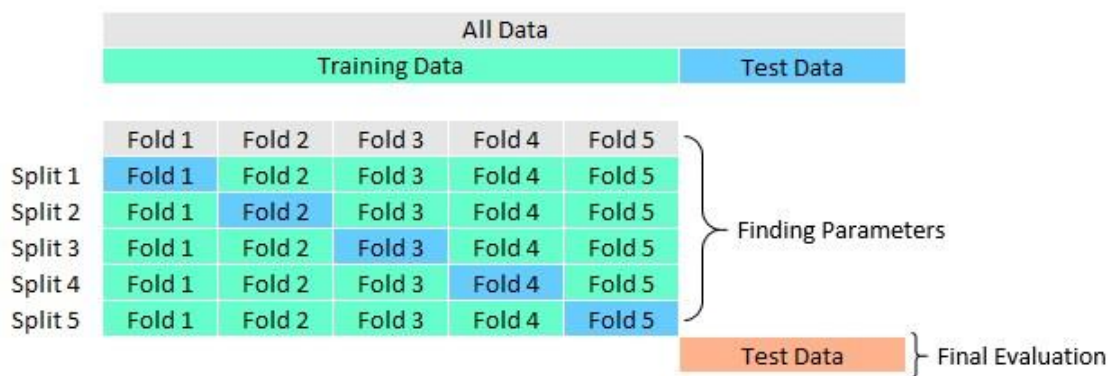 All Data
Training Data Test Data
Fold 1 Fold 2 Fold 3 Fold 4 Fold 5
Split 1 Fold 1 Fold 2 Fold 3 Fold 4 Fold 5
Split 2 Fold 1 Fold 2 Fold 3 Fold 4 Fold 5
Finding Parameters
Split 3 Fold 1 Fold 2 Fold 3 Fold 4 Fold 5
Split 4 Fold 1 Fold 2 Fold 3 Fold 4 Fold 5
Split 5 Fold 1 Fold 2 Fold 3 Fold 4 Fold 5
Test Data Final Evaluation